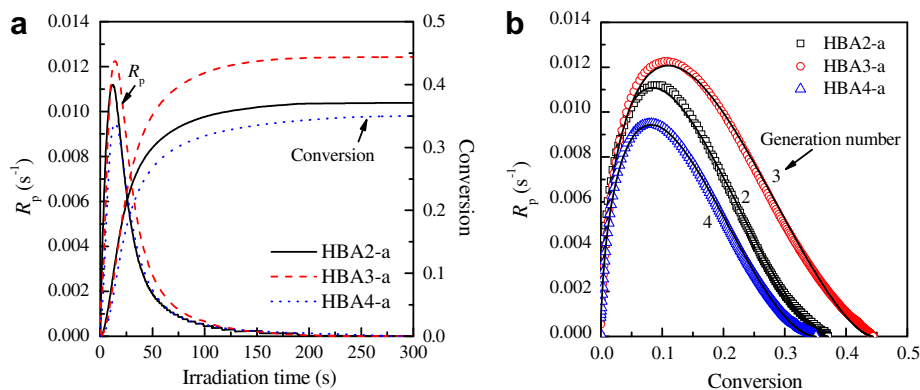 a
R_p (s⁻¹)
0.014
0.012
0.010
0.008
0.006
0.004
0.002
0.000
0 50 100 150 200 250 300
Irradiation time (s)
0.5
0.4
0.3
0.2
0.1
0.0
Conversion
R_p
Conversion
HBA2-a
HBA3-a
HBA4-a
b
R_p (s⁻¹)
0.014
0.012
0.010
0.008
0.006
0.004
0.002
0.000
0.0 0.1 0.2 0.3 0.4 0.5
Conversion
HBA2-a
HBA3-a
HBA4-a
Generation number
3
2
4